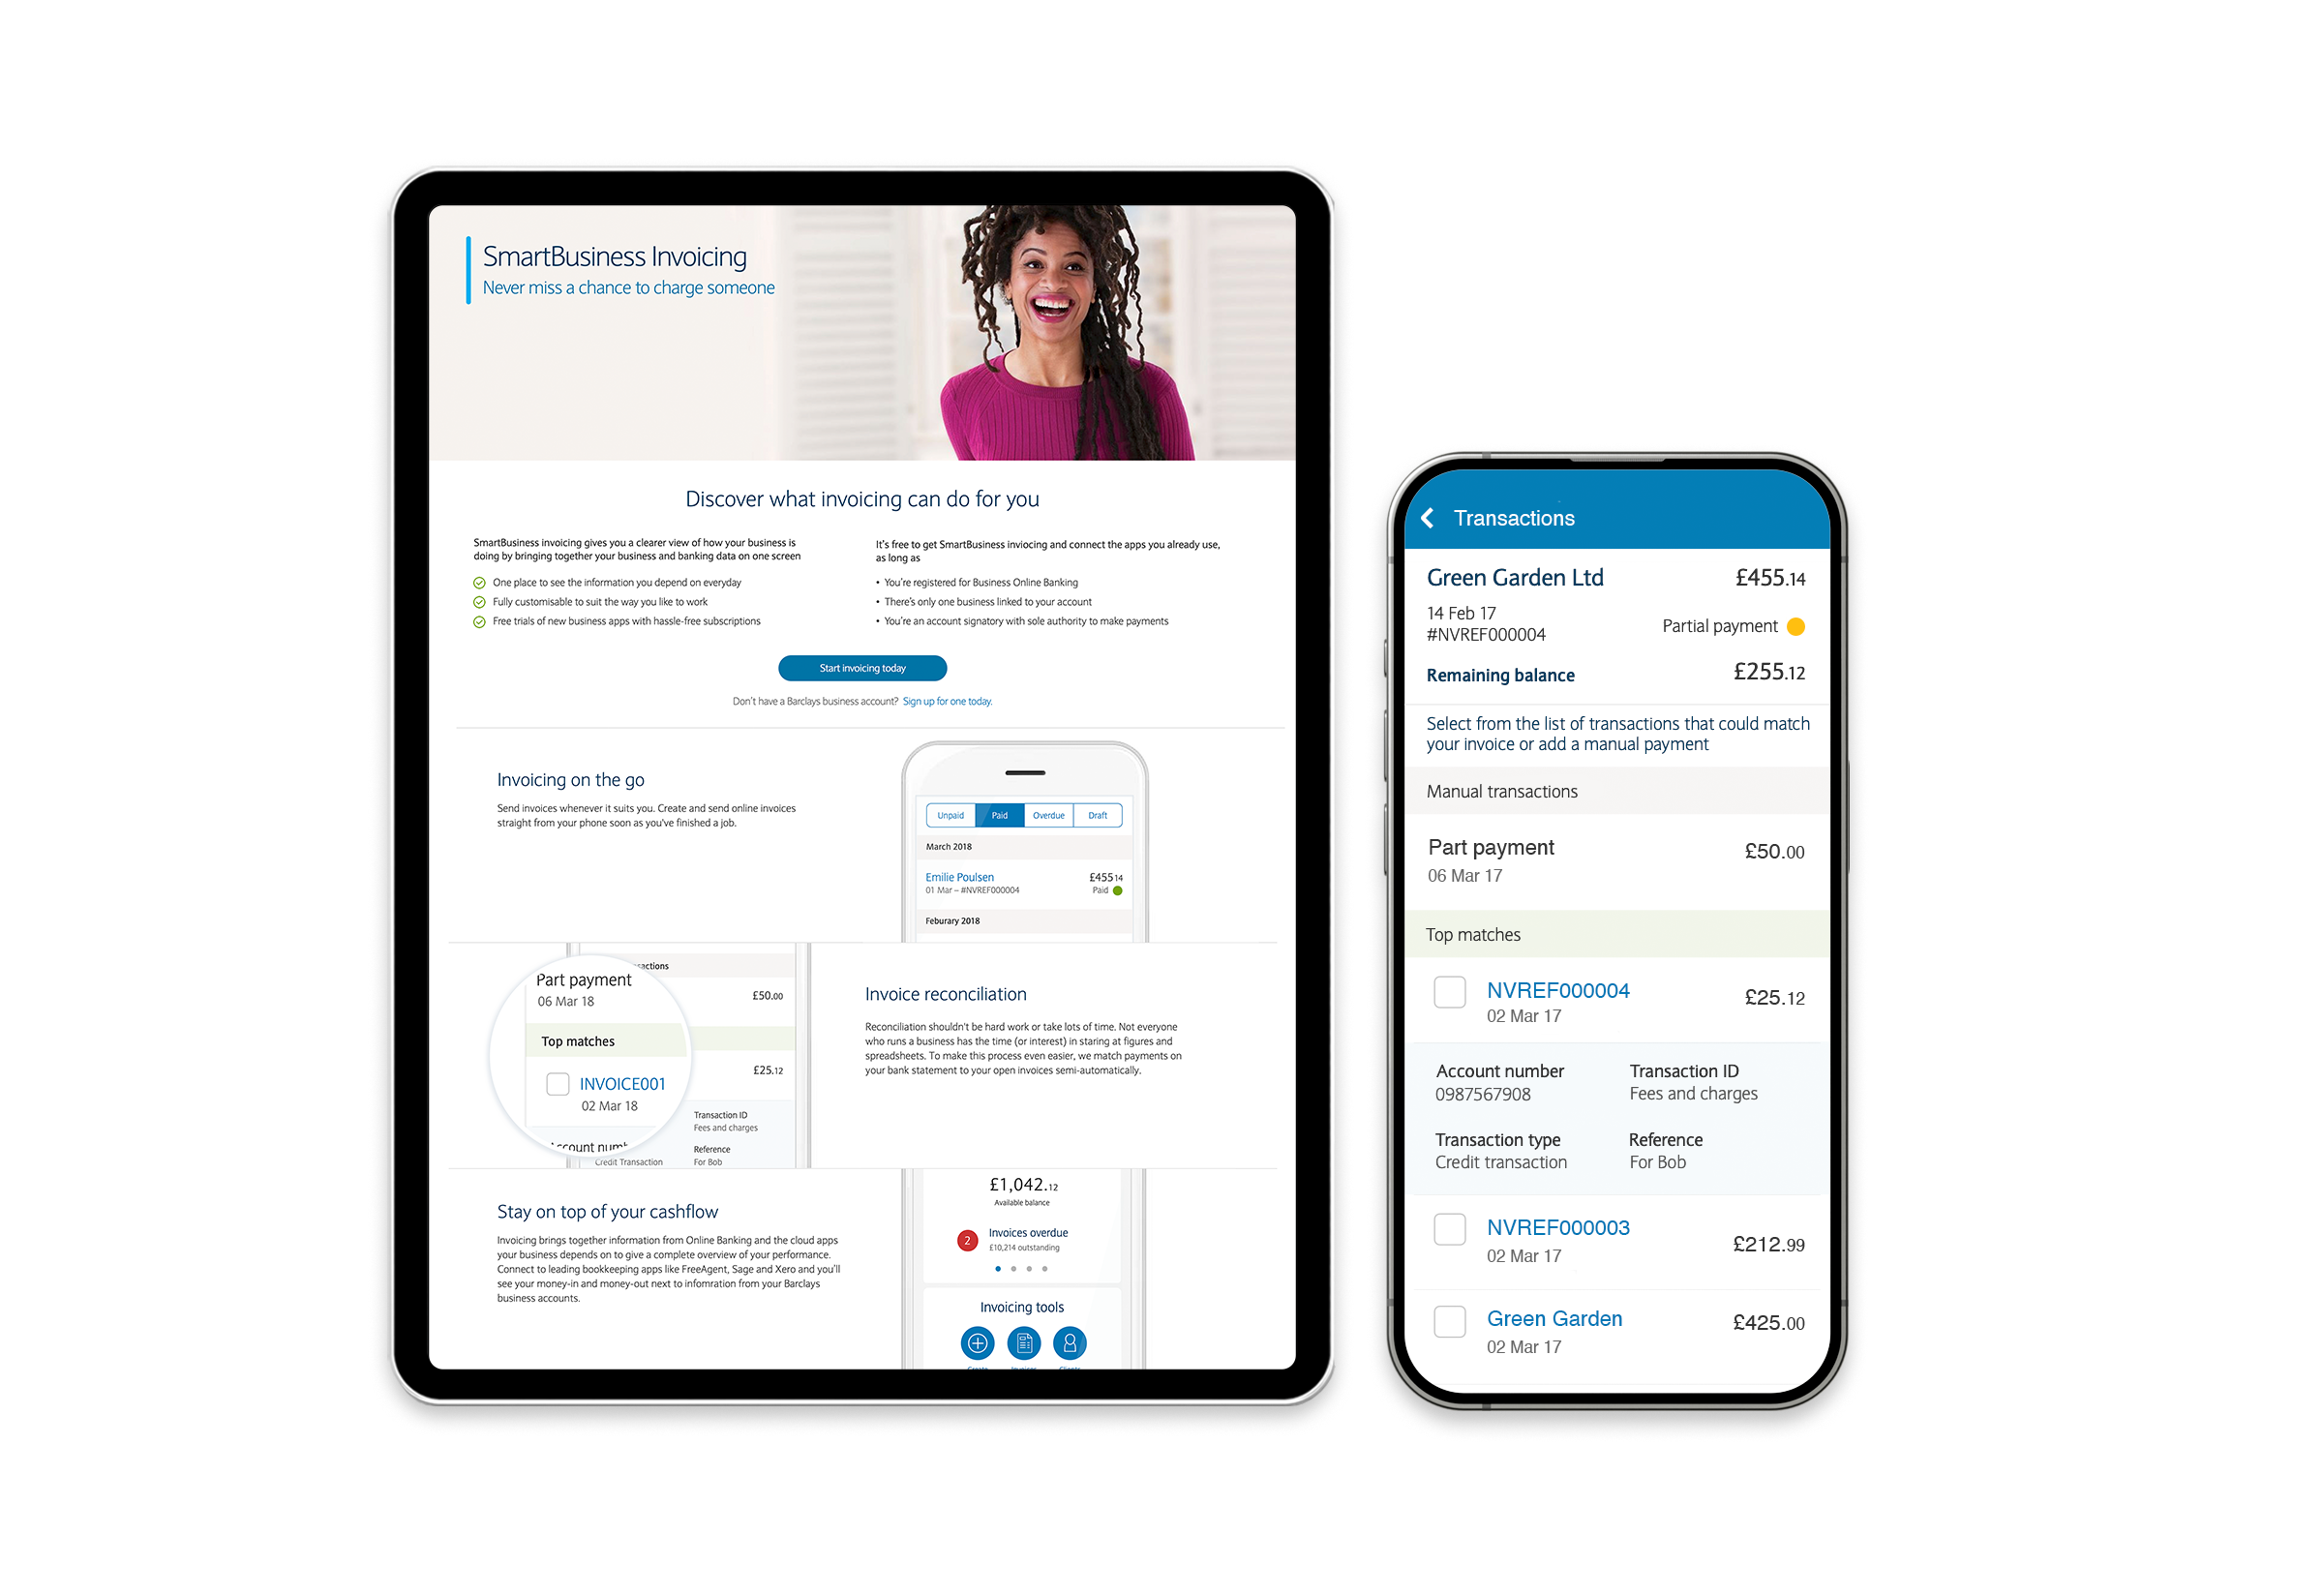 SmartBusiness Invoicing
Never miss a chance to charge someone
Discover what invoicing can do for you
SmartBusiness invoicing gives you a clearer view of how your business is
doing by bringing together your business and banking data on one screen
One place to see the information you depend on everyday
Fully customisable to suit the way you like to work
Free trials of new business apps with hassle-free subscriptions
It's free to get SmartBusiness inviocing and connect the apps you already use,
as long as
• You're registered for Business Online Banking
• There's only one business linked to your account
• You're an account signatory with sole authority to make payments
Start invoicing today
Don't have a Barclays business account? Sign up for one today.
Invoicing on the go
Send invoices whenever it suits you. Create and send online invoices
straight from your phone soon as you've finished a job.
Unpaid Paid Overdue Draft
March 2018
Emilie Poulsen £455 14
01 Mar – #NVREF000004 Paid
Feburary 2018
sactions
Part payment
06 Mar 18
£50.00
Top matches
INVOICE001
02 Mar 18
£25.12
Account numb
Transaction ID
Fees and charges
Reference
Credit Transaction For Bob
Invoice reconciliation
Reconciliation shouldn't be hard work or take lots of time. Not everyone
who runs a business has the time (or interest) in staring at figures and
spreadsheets. To make this process even easier, we match payments on
your bank statement to your open invoices semi-automatically.
Stay on top of your cashflow
Invoicing brings together information from Online Banking and the cloud apps
your business depends on to give a complete overview of your performance.
Connect to leading bookkeeping apps like FreeAgent, Sage and Xero and you'll
see your money-in and money-out next to infomration from your Barclays
business accounts.
£1,042.12
Available balance
2 Invoices overdue
£10,214 outstanding
Invoicing tools
Transactions
Green Garden Ltd £455.14
14 Feb 17
#NVREF000004
Partial payment
Remaining balance £255.12
Select from the list of transactions that could match
your invoice or add a manual payment
Manual transactions
Part payment £50.00
06 Mar 17
Top matches
NVREF000004 £25.12
02 Mar 17
Account number Transaction ID
0987567908 Fees and charges
Transaction type Reference
Credit transaction For Bob
NVREF000003 £212.99
02 Mar 17
Green Garden £425.00
02 Mar 17